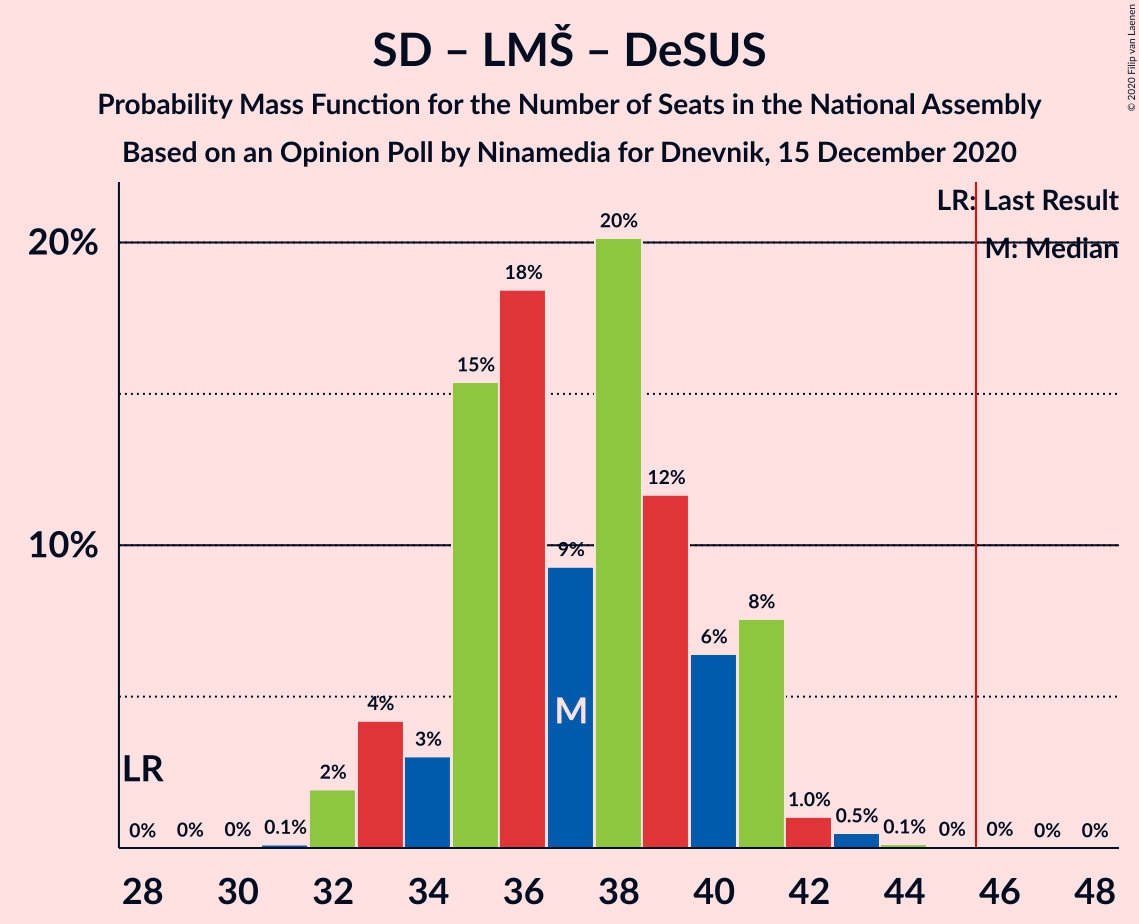 SD – LMŠ – DeSUS
Probability Mass Function for the Number of Seats in the National Assembly
Based on an Opinion Poll by Ninamedia for Dnevnik, 15 December 2020
© 2020 Filip van Laenen
LR: Last Result
M: Median
20%
10%
LR
0%
0%
0%
0.1%
2%
4%
3%
15%
18%
9%
20%
12%
6%
8%
1.0%
0.5%
0.1%
0%
0%
0%
0%
M
28 30 32 34 36 38 40 42 44 46 48